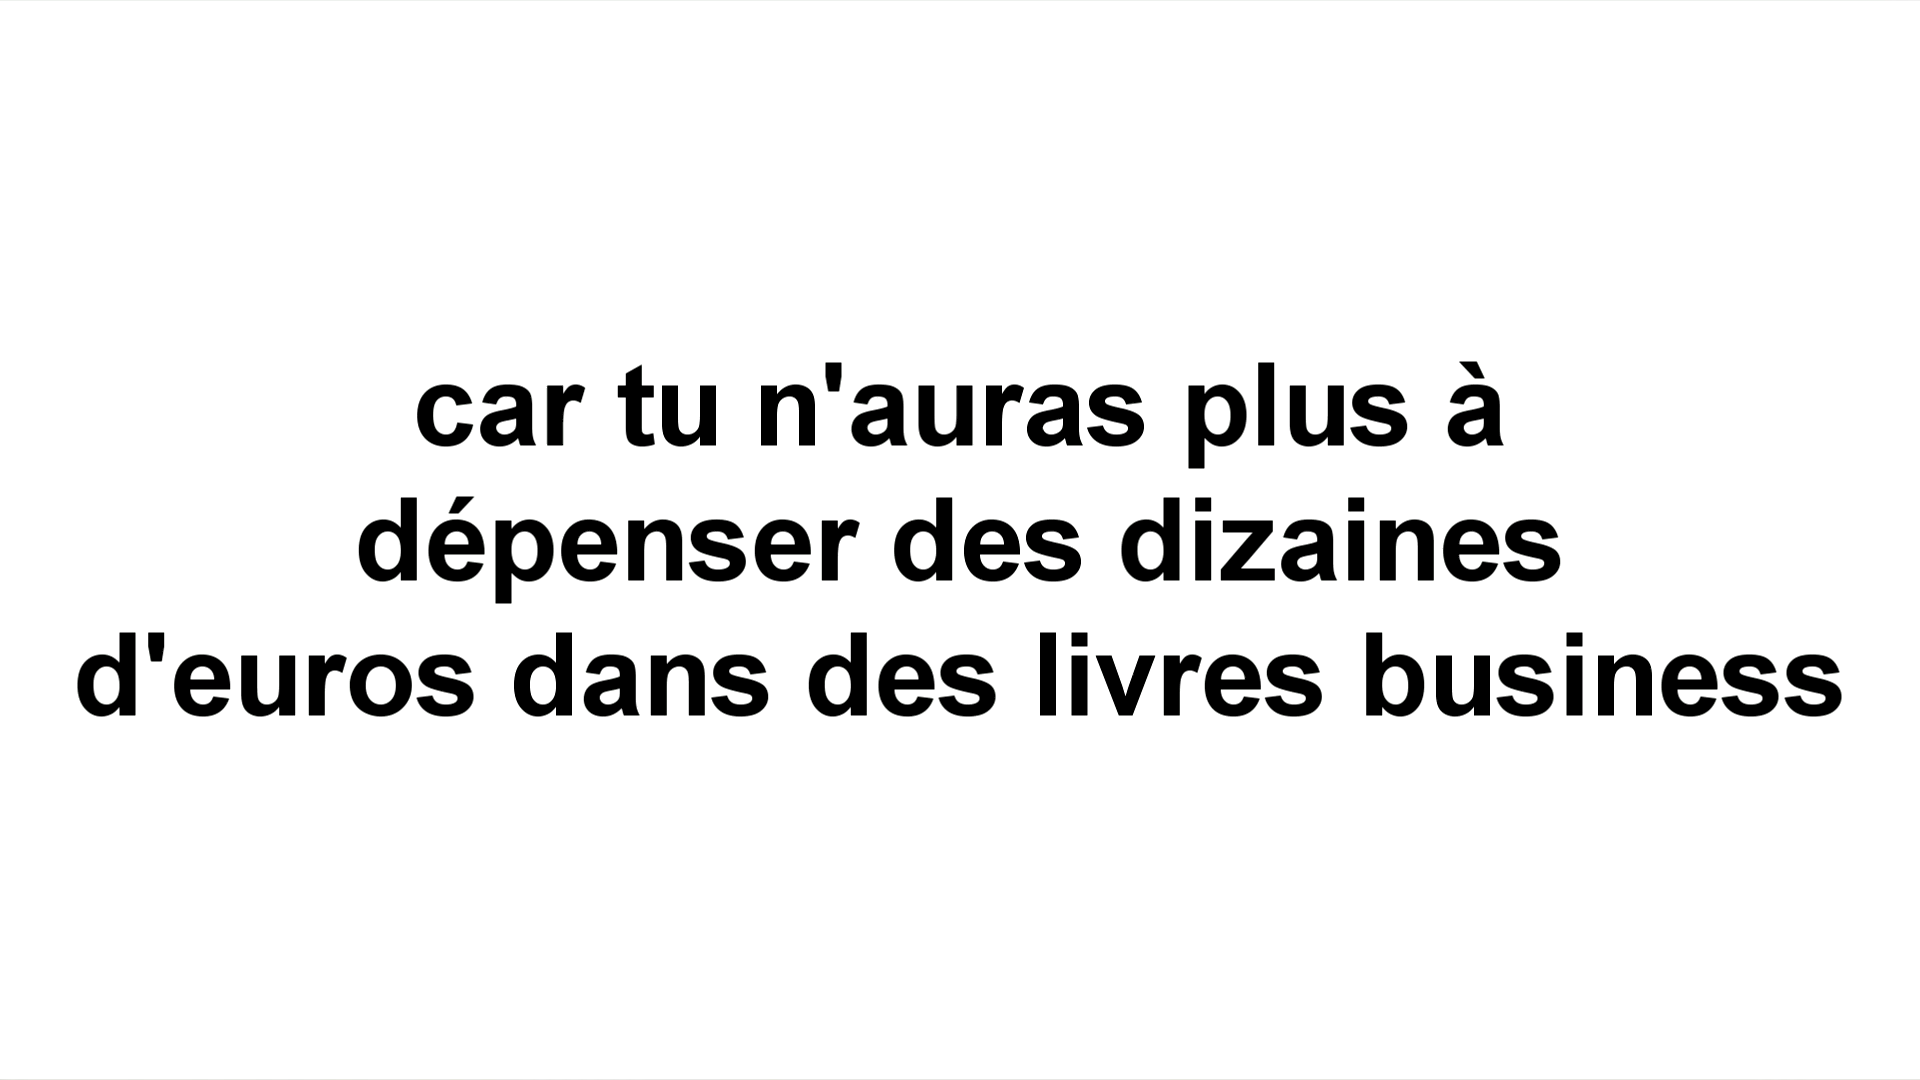 car tu n'auras plus à
dépenser des dizaines
d'euros dans des livres business